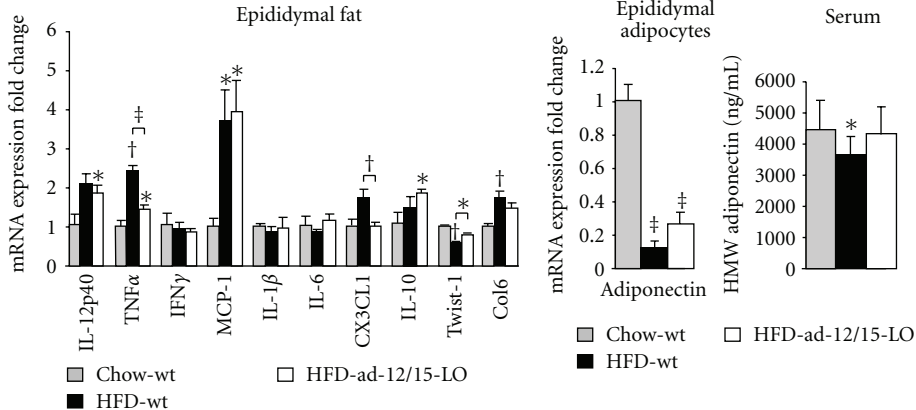 Epididymal fat
mRNA expression fold change
6
5
4
3
2
1
0
*
†
‡
*
*
*
†
*
†
*
†
IL-12p40
TNFα
IFNγ
MCP-1
IL-1β
IL-6
CX3CL1
IL-10
Twist-1
Col6
Chow-wt
HFD-wt
HFD-ad-12/15-LO
Epididymal
adipocytes
mRNA expression fold change
1.2
1
0.8
0.6
0.4
0.2
0
‡
‡
Adiponectin
Serum
HMW adiponectin (ng/mL)
6000
5000
4000
3000
2000
1000
0
*
Chow-wt
HFD-wt
HFD-ad-12/15-LO